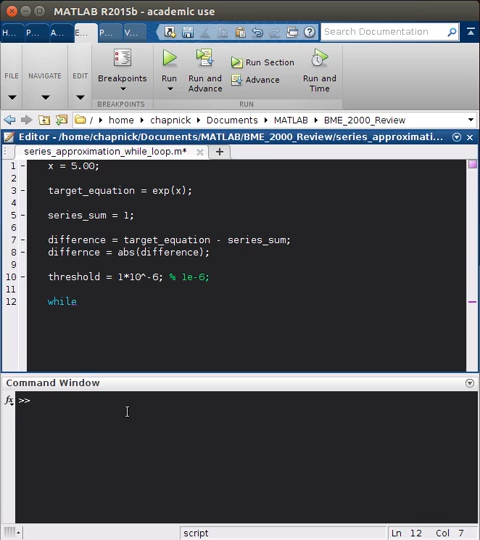 MATLAB R2015b - academic use
H... P... A... E... P... V...
Search Documentation
FILE NAVIGATE EDIT Breakpoints Run Run and Advance Run Section Advance Run and Time
BREAKPOINTS RUN
/ home chapnick Documents MATLAB BME_2000_Review
Editor - /home/chapnick/Documents/MATLAB/BME_2000_Review/series_approximati...
series_approximation_while_loop.m* × +
1 - x = 5.00;
2
3 - target_equation = exp(x);
4
5 - series_sum = 1;
6
7 - difference = target_equation - series_sum;
8 - differnce = abs(difference);
9
10 - threshold = 1*10^-6; % 1e-6;
11
12 while
Command Window
fx >>
script Ln 12 Col 7